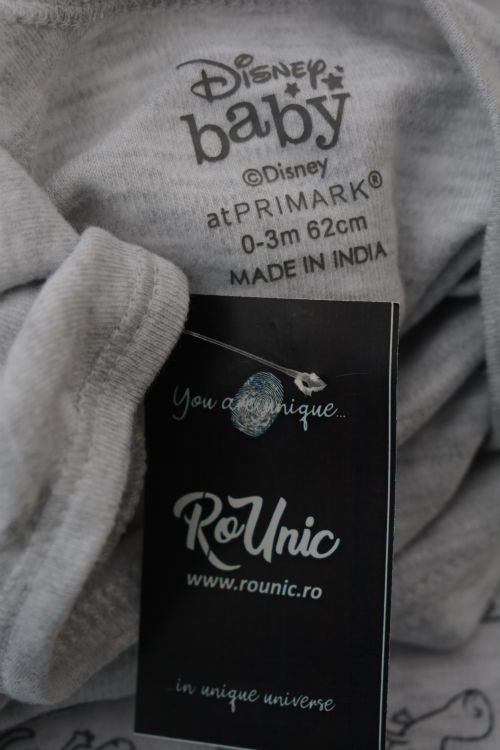 Disney
baby
©Disney
atPRIMARK®
0-3m 62cm
MADE IN INDIA
You are unique...
RoUnic
www.rounic.ro
...in unique universe